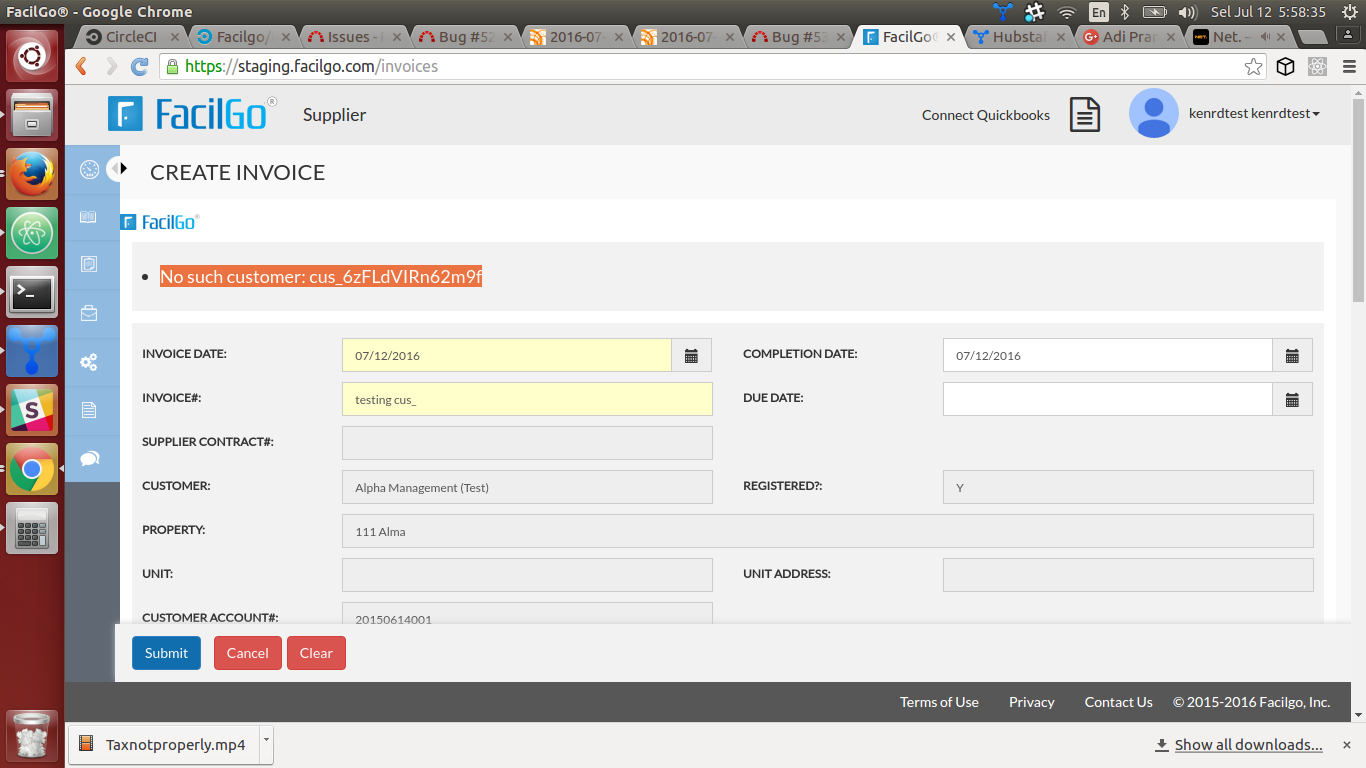 FacilGo® - Google Chrome
En
Sel Jul 12 5:58:35
CircleCI
Facilgo/
Issues -
Bug #52
2016-07-
2016-07-
Bug #53
FacilGo
Hubsta
Adi Pra
Net. -
https://staging.facilgo.com/invoices
FacilGo®
Supplier
Connect Quickbooks
kenrdtest kenrdtest
CREATE INVOICE
FacilGo®
No such customer: cus_6zFLdVIRn62m9f
INVOICE DATE:
07/12/2016
COMPLETION DATE:
07/12/2016
INVOICE#:
testing cus_
DUE DATE:
SUPPLIER CONTRACT#:
CUSTOMER:
Alpha Management (Test)
REGISTERED?:
Y
PROPERTY:
111 Alma
UNIT:
UNIT ADDRESS:
CUSTOMER ACCOUNT#:
20150614001
Submit
Cancel
Clear
Terms of Use
Privacy
Contact Us
© 2015-2016 Facilgo, Inc.
Taxnotproperly.mp4
Show all downloads...